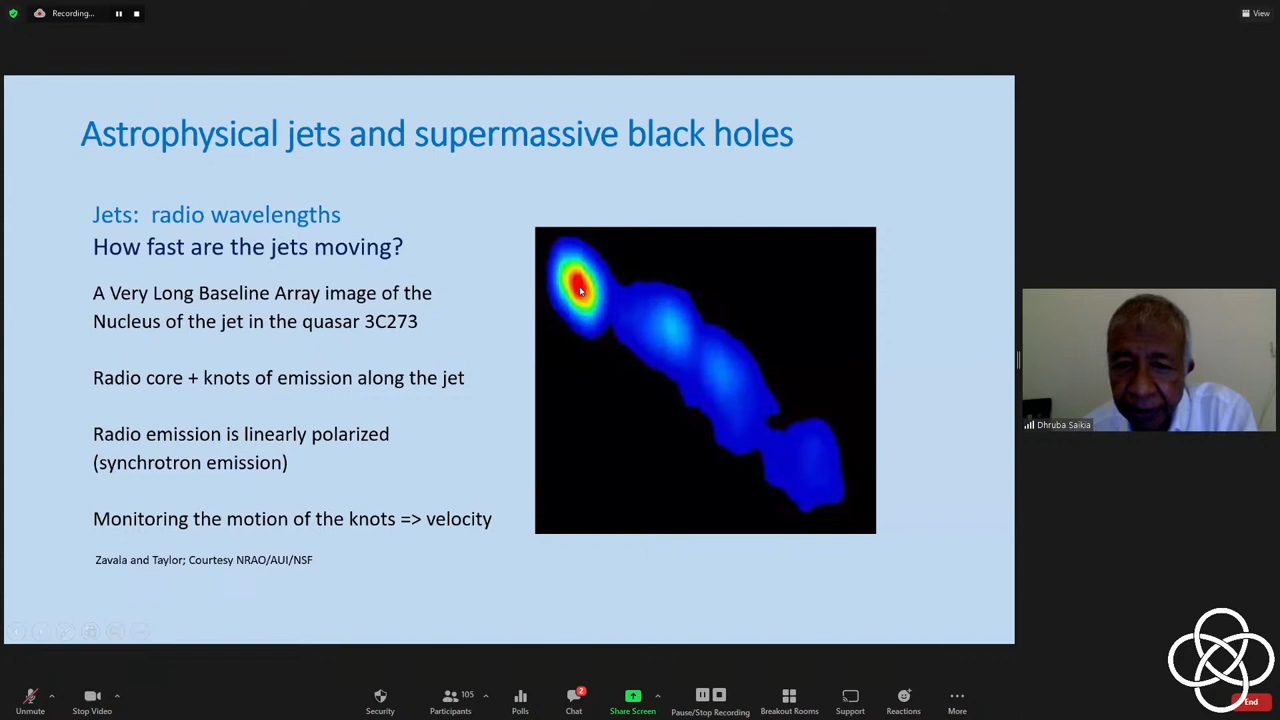 Recording...
View
Astrophysical jets and supermassive black holes
Jets: radio wavelengths
How fast are the jets moving?
A Very Long Baseline Array image of the
Nucleus of the jet in the quasar 3C273
Radio core + knots of emission along the jet
Radio emission is linearly polarized
(synchrotron emission)
Monitoring the motion of the knots => velocity
Zavala and Taylor; Courtesy NRAO/AUI/NSF
Dhruba Saikia
Unmute
Stop Video
Security
Participants
105
Polls
Chat
2
Share Screen
Pause/Stop Recording
Breakout Rooms
Support
Reactions
More
End